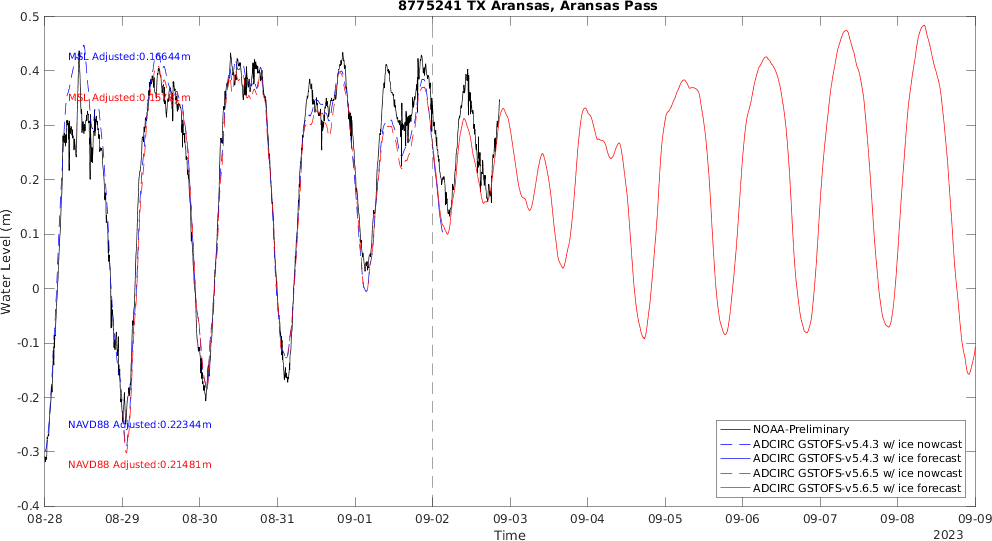 8775241 TX Aransas, Aransas Pass
0.5
0.4
0.3
0.2
0.1
0
-0.1
-0.2
-0.3
-0.4
Water Level (m)
MSL Adjusted:0.16644m
MSL Adjusted:
NAVD88 Adjusted:0.22344m
NAVD88 Adjusted:0.21481m
NOAA-Preliminary
ADCIRC GSTOFS-v5.4.3 w/ ice nowcast
ADCIRC GSTOFS-v5.4.3 w/ ice forecast
ADCIRC GSTOFS-v5.6.5 w/ ice nowcast
ADCIRC GSTOFS-v5.6.5 w/ ice forecast
08-28 08-29 08-30 08-31 09-01 09-02 09-03 09-04 09-05 09-06 09-07 09-08 09-09
Time
2023